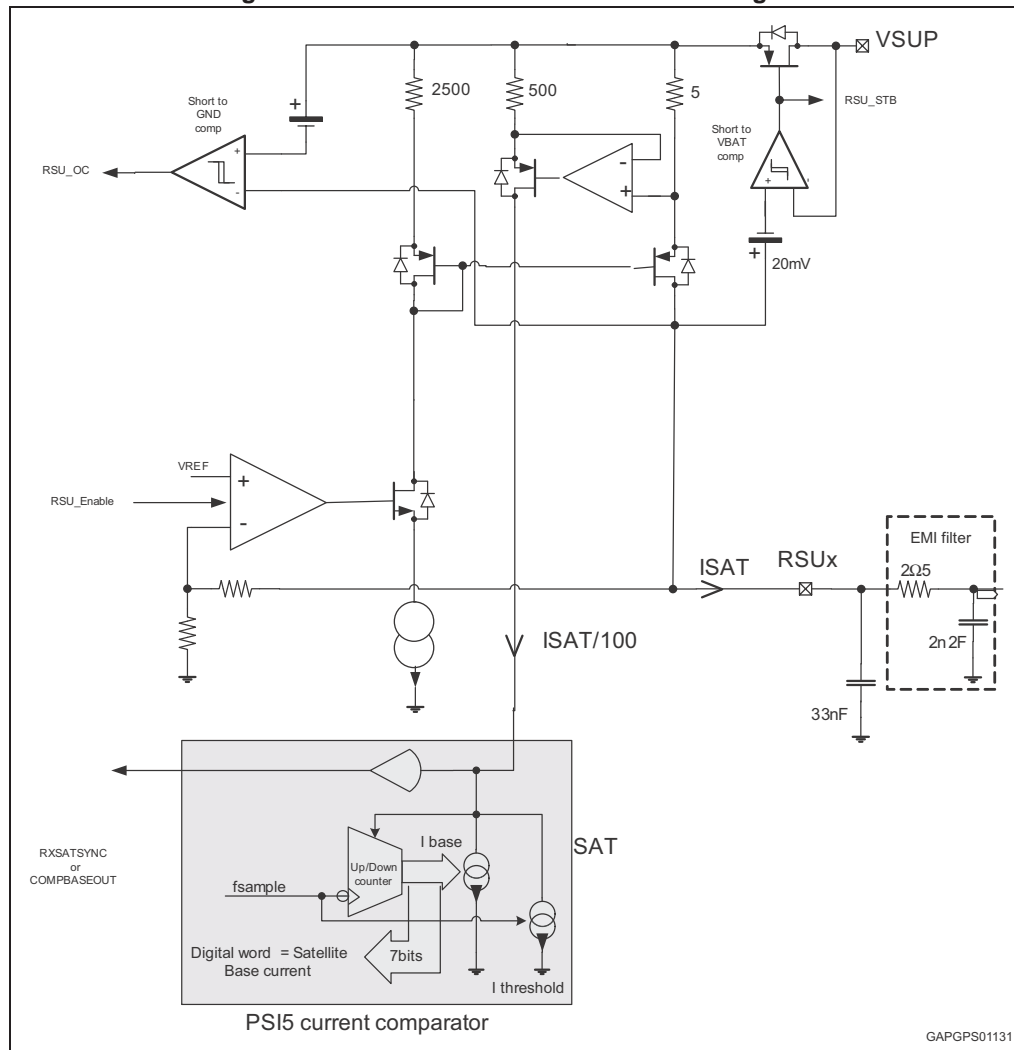 VSUP
2500
500
5
RSU_STB
Short to
GND
comp
+
RSU_OC
+
-
-
+
Short to
VBAT
comp
+
-
+
20mV
VREF
RSU_Enable
+
-
ISAT
RSUx
EMI filter
2Ω5
2n2F
33nF
ISAT/100
SAT
RXSATSYNC
or
COMPBASEOUT
I base
Up/Down
counter
fsample
Digital word = Satellite
Base current
7bits
I threshold
PSI5 current comparator
GAPGPS01131